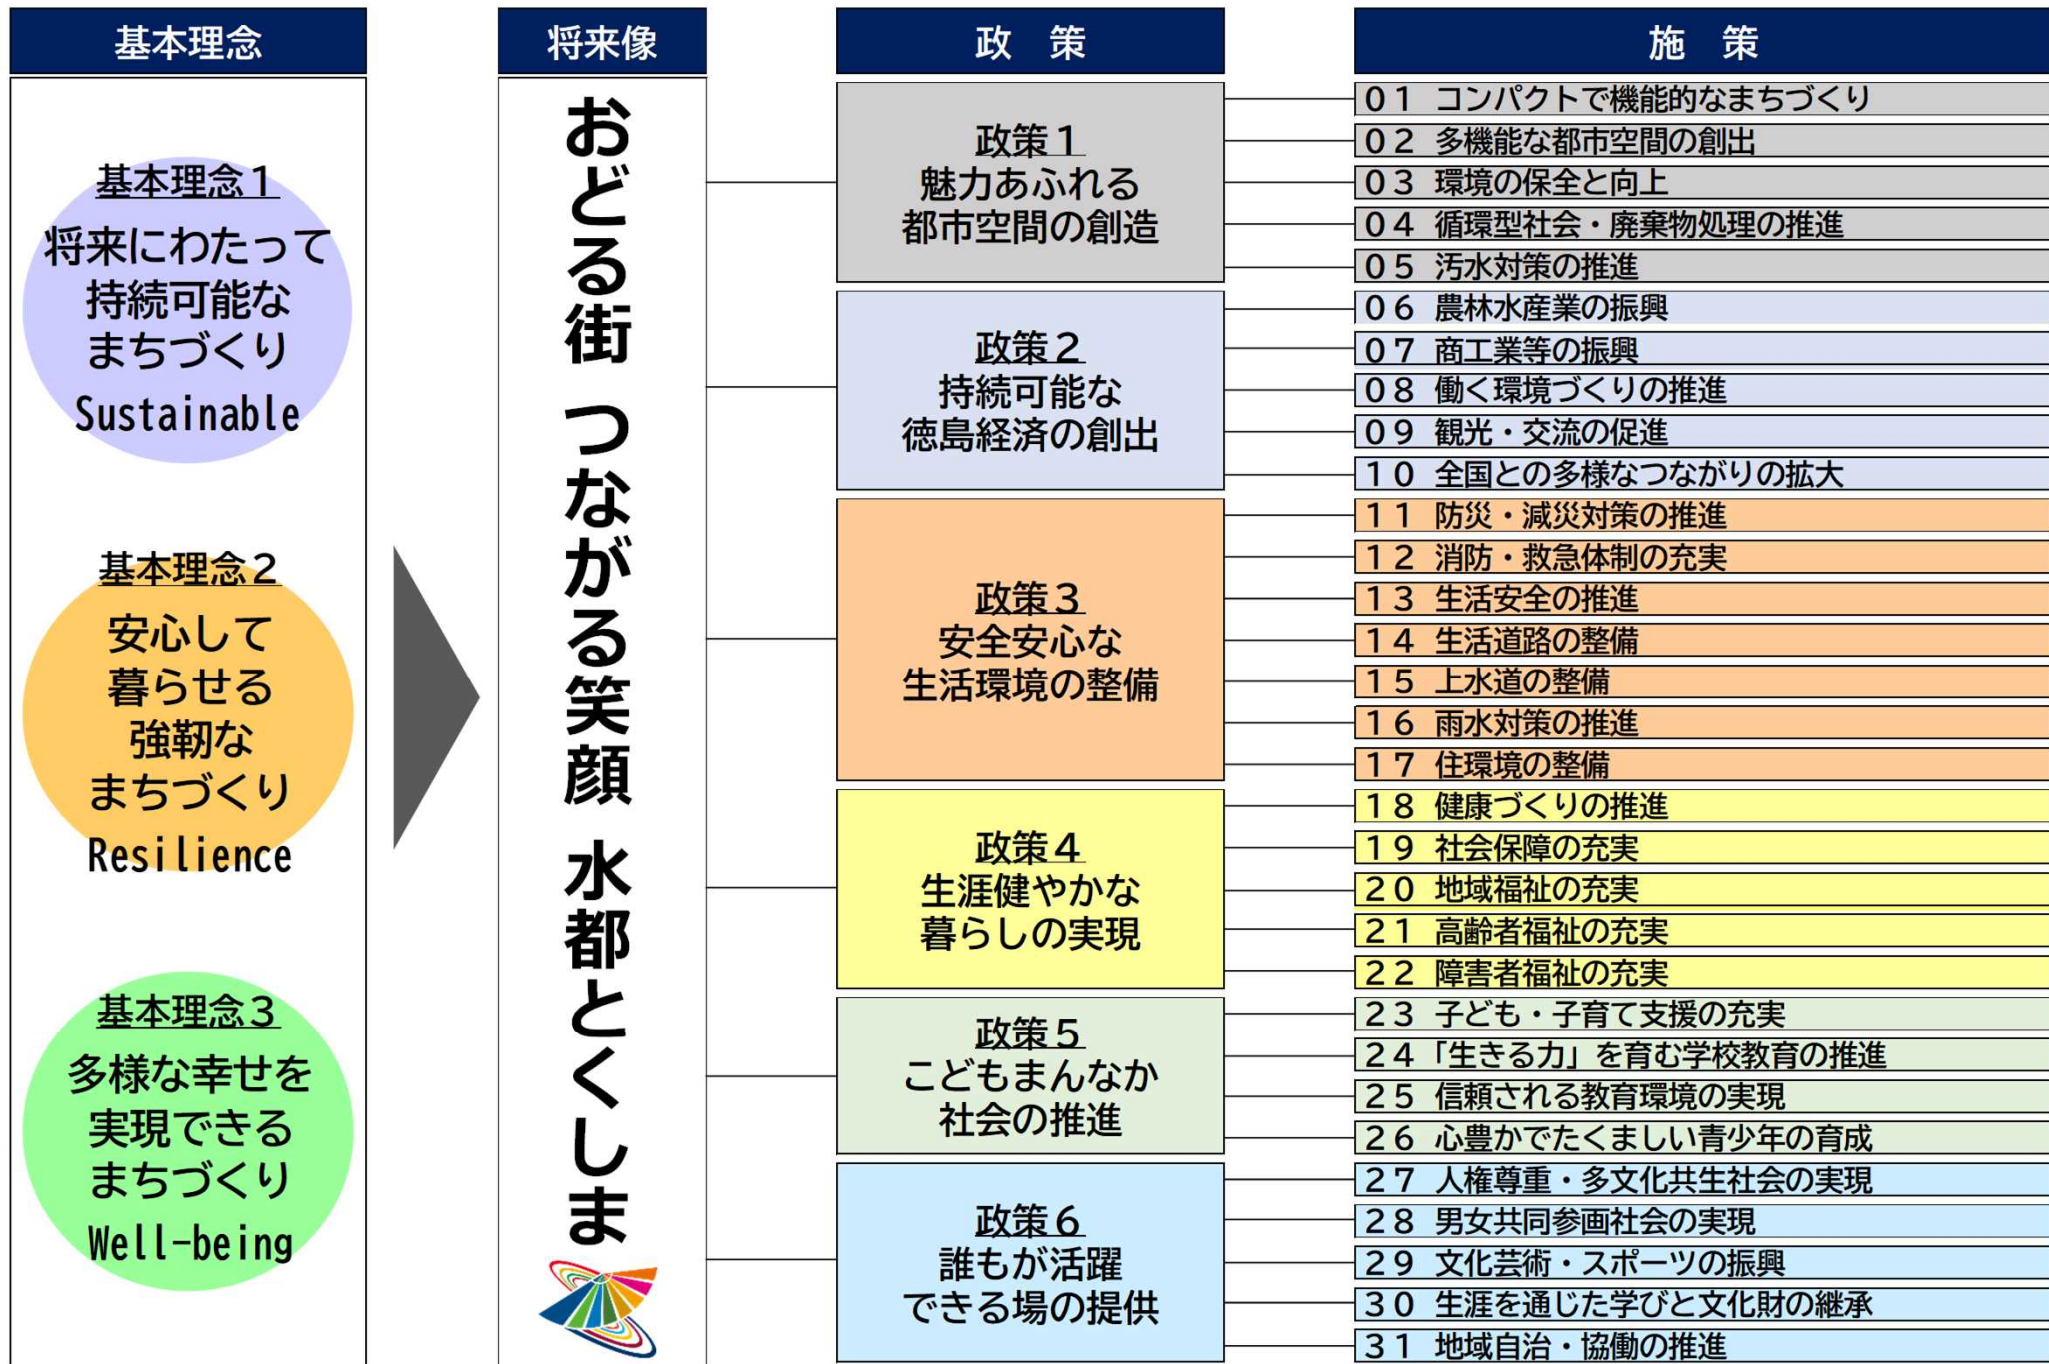 基本理念
基本理念1
将来にわたって
持続可能な
まちづくり
Sustainable
基本理念2
安心して
暮らせる
強靭な
まちづくり
Resilience
基本理念3
多様な幸せを
実現できる
まちづくり
Well-being
将来像
おどる街 つながる笑顔 水都とくしま
政 策
政策1
魅力あふれる
都市空間の創造
政策2
持続可能な
徳島経済の創出
政策3
安全安心な
生活環境の整備
政策4
生涯健やかな
暮らしの実現
政策5
こどもまんなか
社会の推進
政策6
誰もが活躍
できる場の提供
施 策
01 コンパクトで機能的なまちづくり
02 多機能な都市空間の創出
03 環境の保全と向上
04 循環型社会・廃棄物処理の推進
05 汚水対策の推進
06 農林水産業の振興
07 商工業等の振興
08 働く環境づくりの推進
09 観光・交流の促進
10 全国との多様なつながりの拡大
11 防災・減災対策の推進
12 消防・救急体制の充実
13 生活安全の推進
14 生活道路の整備
15 上水道の整備
16 雨水対策の推進
17 住環境の整備
18 健康づくりの推進
19 社会保障の充実
20 地域福祉の充実
21 高齢者福祉の充実
22 障害者福祉の充実
23 子ども・子育て支援の充実
24「生きる力」を育む学校教育の推進
25 信頼される教育環境の実現
26 心豊かでたくましい青少年の育成
27 人権尊重・多文化共生社会の実現
28 男女共同参画社会の実現
29 文化芸術・スポーツの振興
30 生涯を通じた学びと文化財の継承
31 地域自治・協働の推進